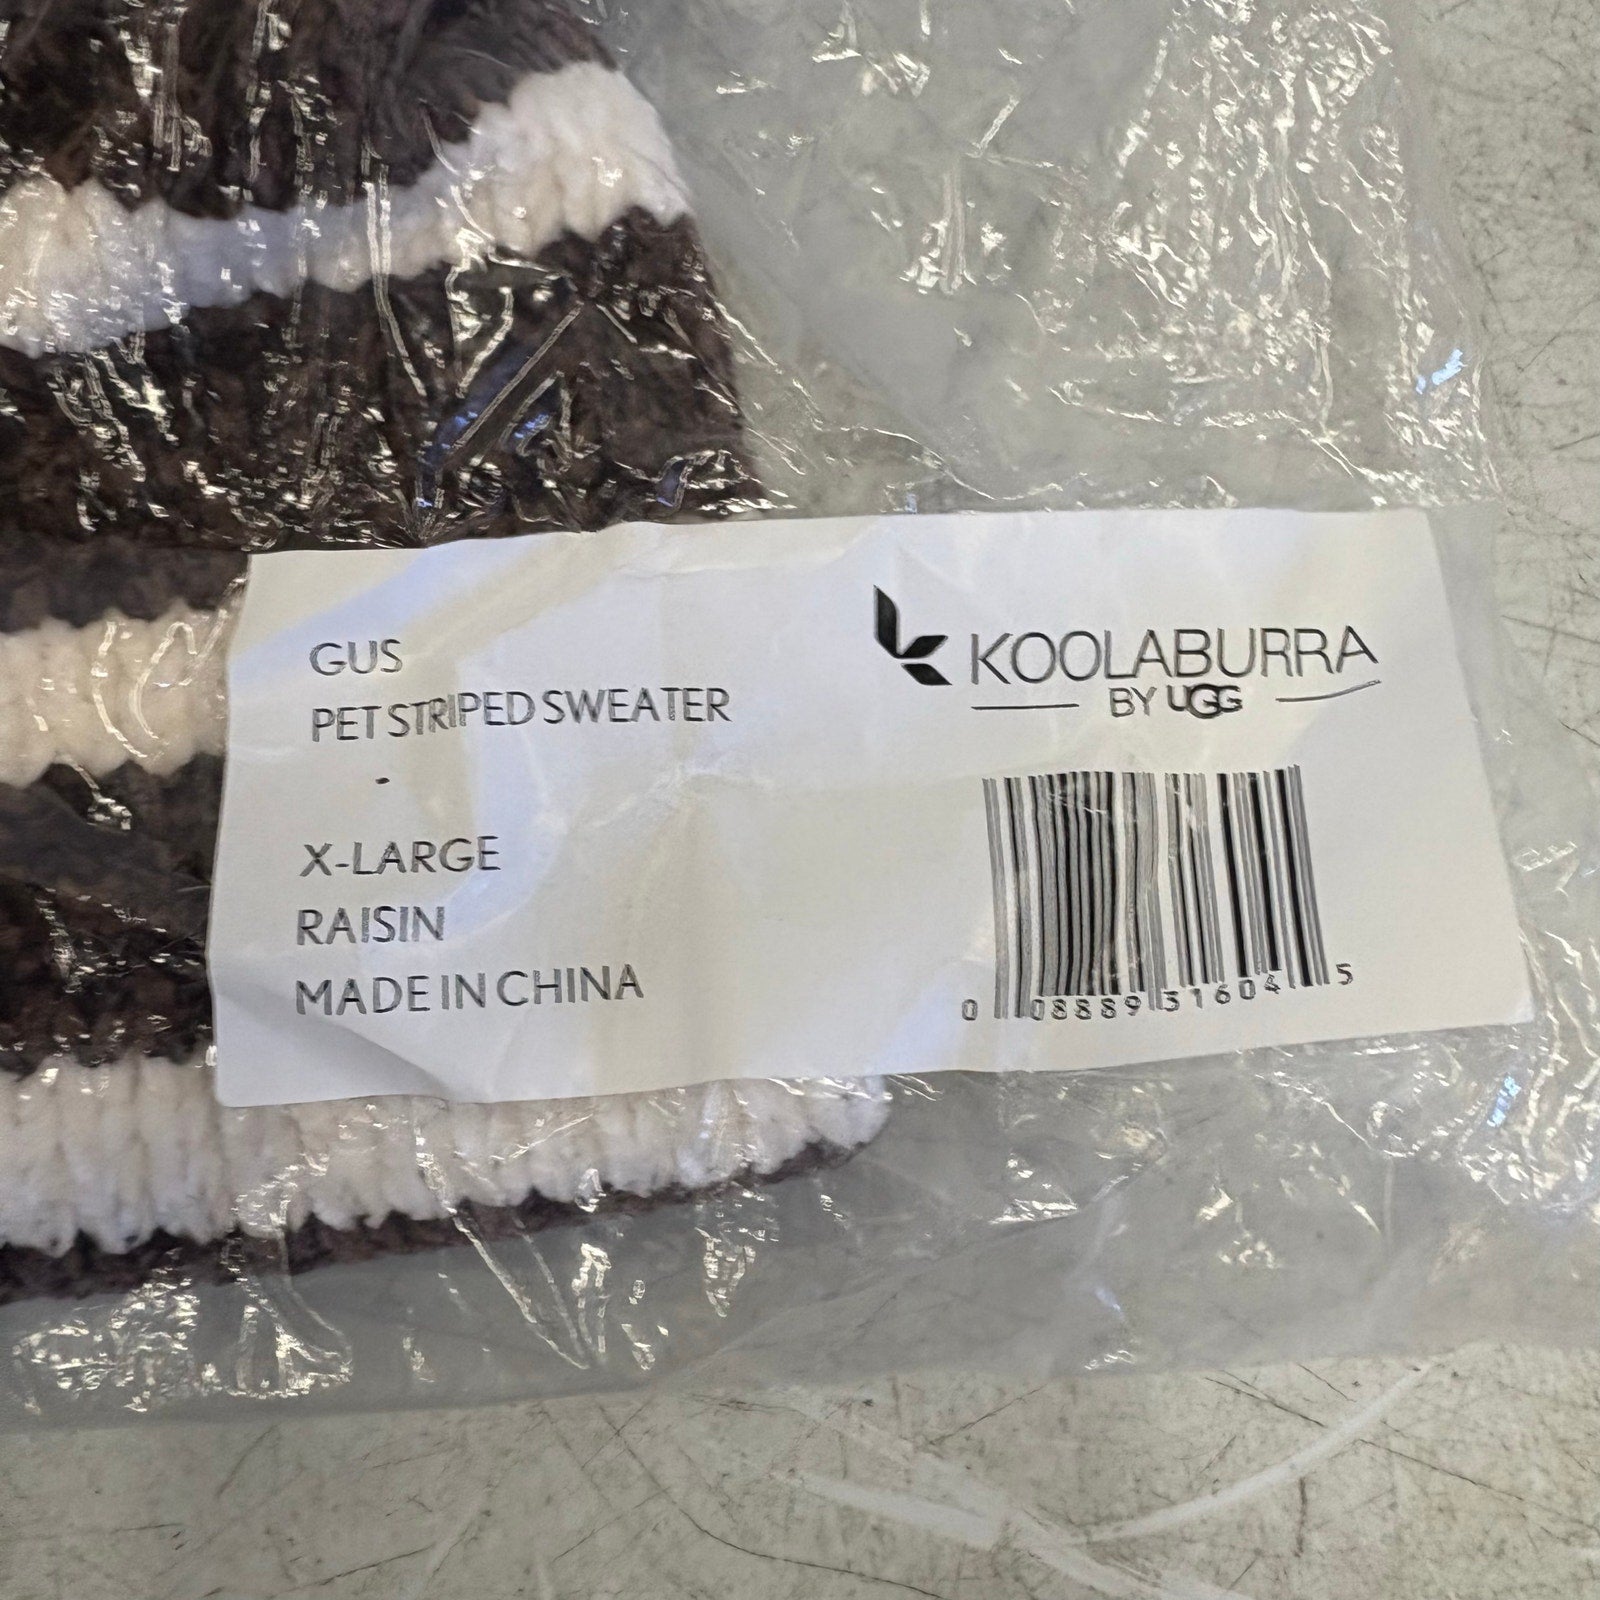 GUS
PET STRIPED SWEATER
-
X-LARGE
RAISIN
MADE IN CHINA
KOOLABURRA
BY UGG
0 08889 31604 5